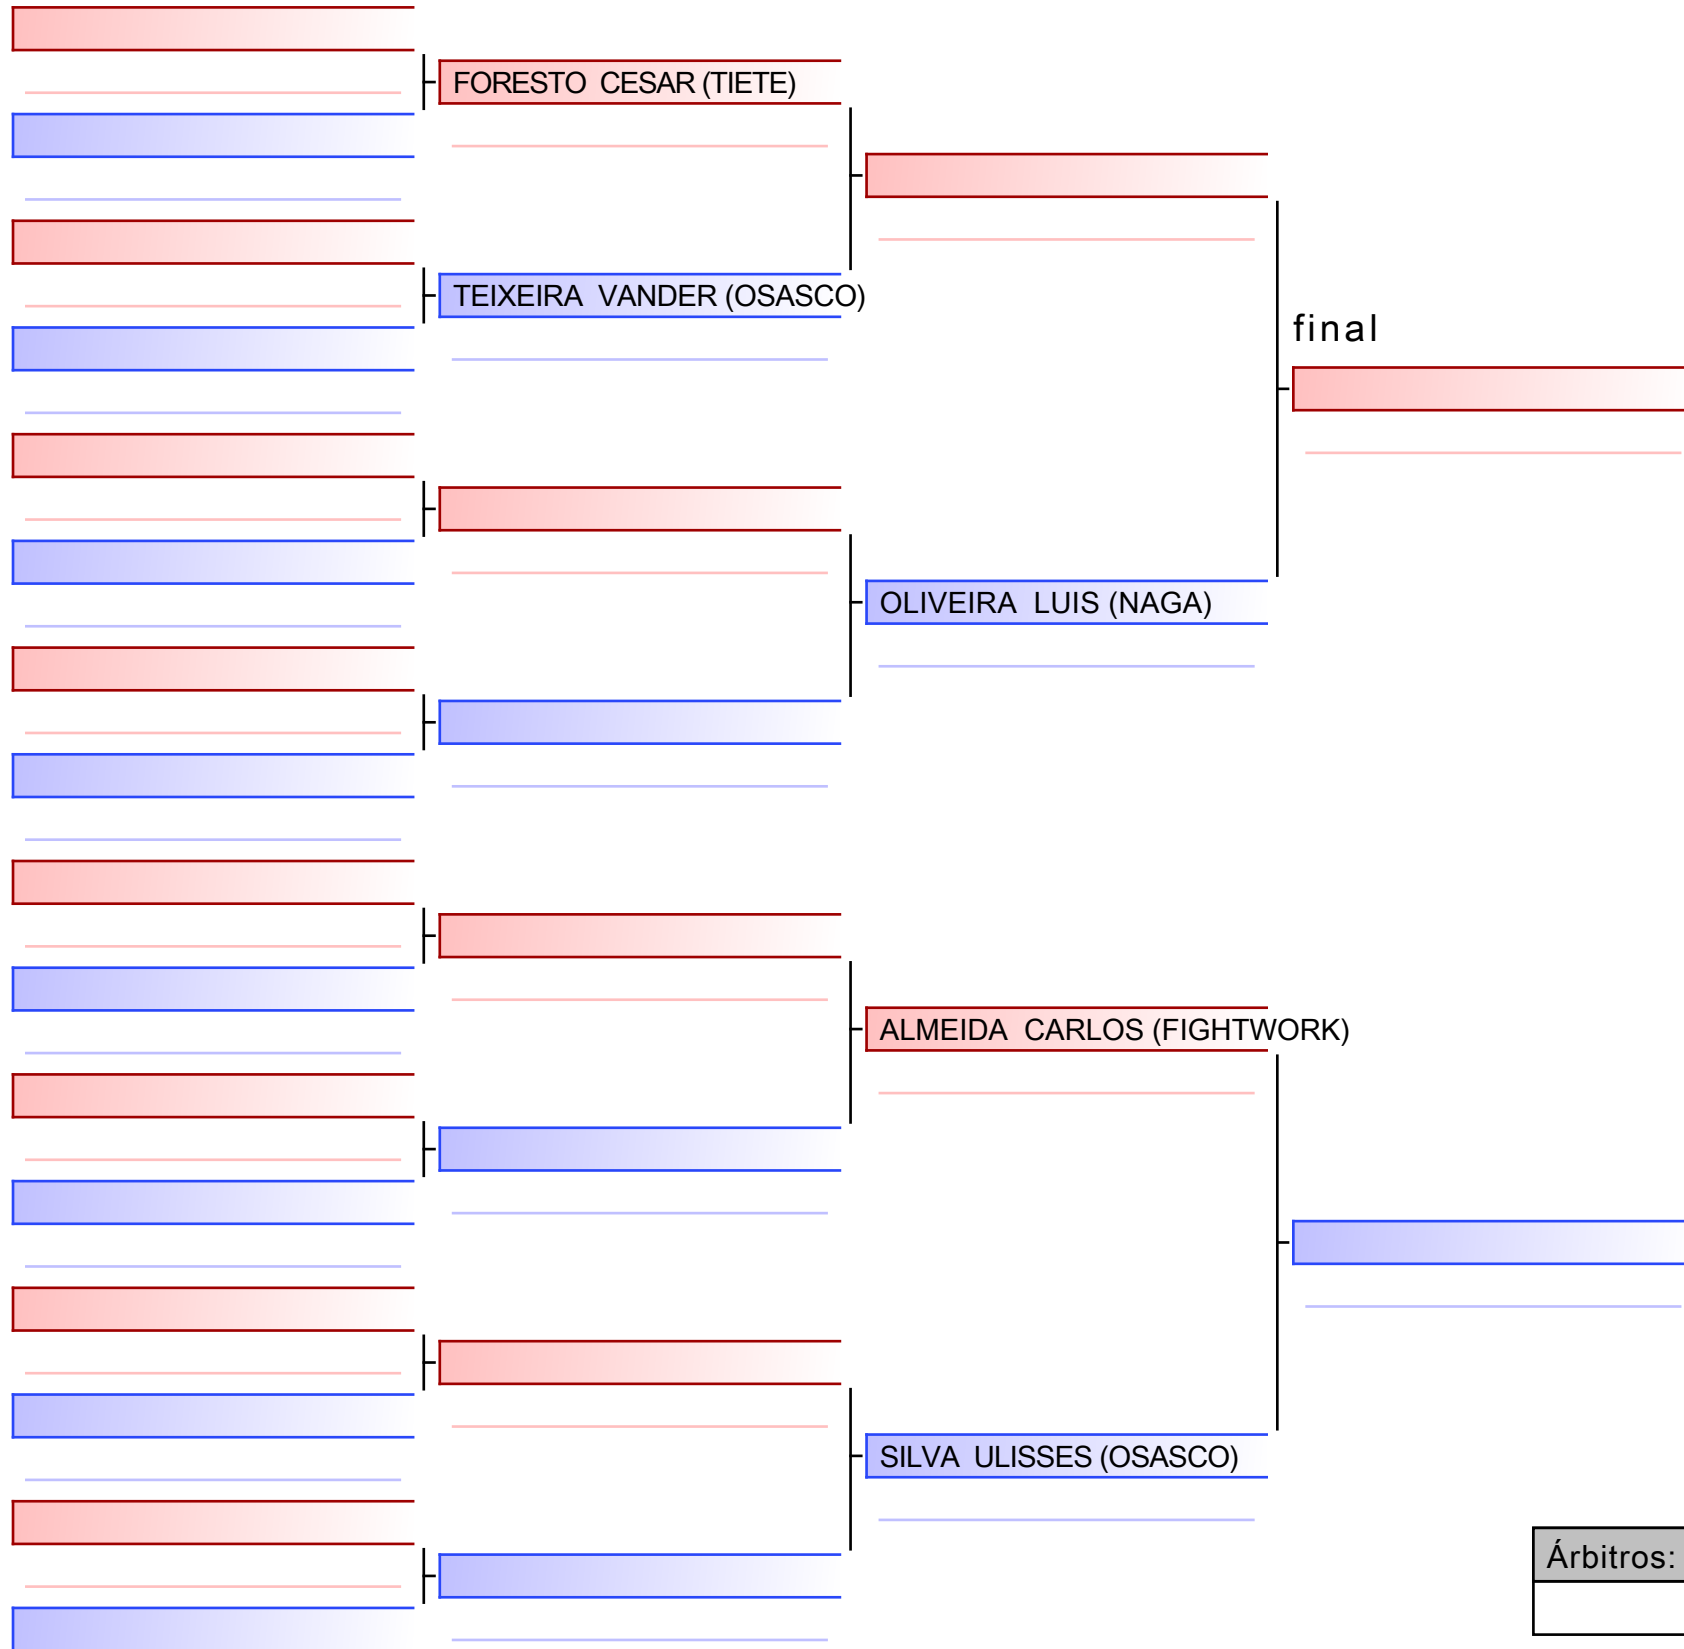 FORESTO CESAR (TIETE)
TEIXEIRA VANDER (OSASCO)
final
OLIVEIRA LUIS (NAGA)
ALMEIDA CARLOS (FIGHTWORK)
SILVA ULISSES (OSASCO)
Árbitros: